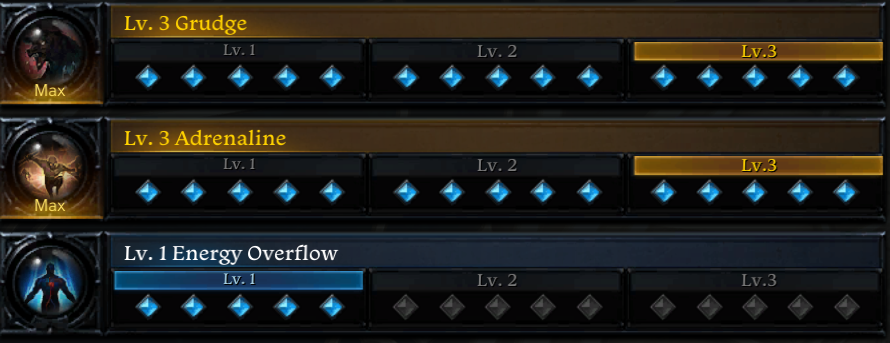 Lv. 3 Grudge
Lv. 1 Lv. 2 Lv.3
Max
Lv. 3 Adrenaline
Lv. 1 Lv. 2 Lv.3
Max
Lv. 1 Energy Overflow
Lv. 1 Lv. 2 Lv.3